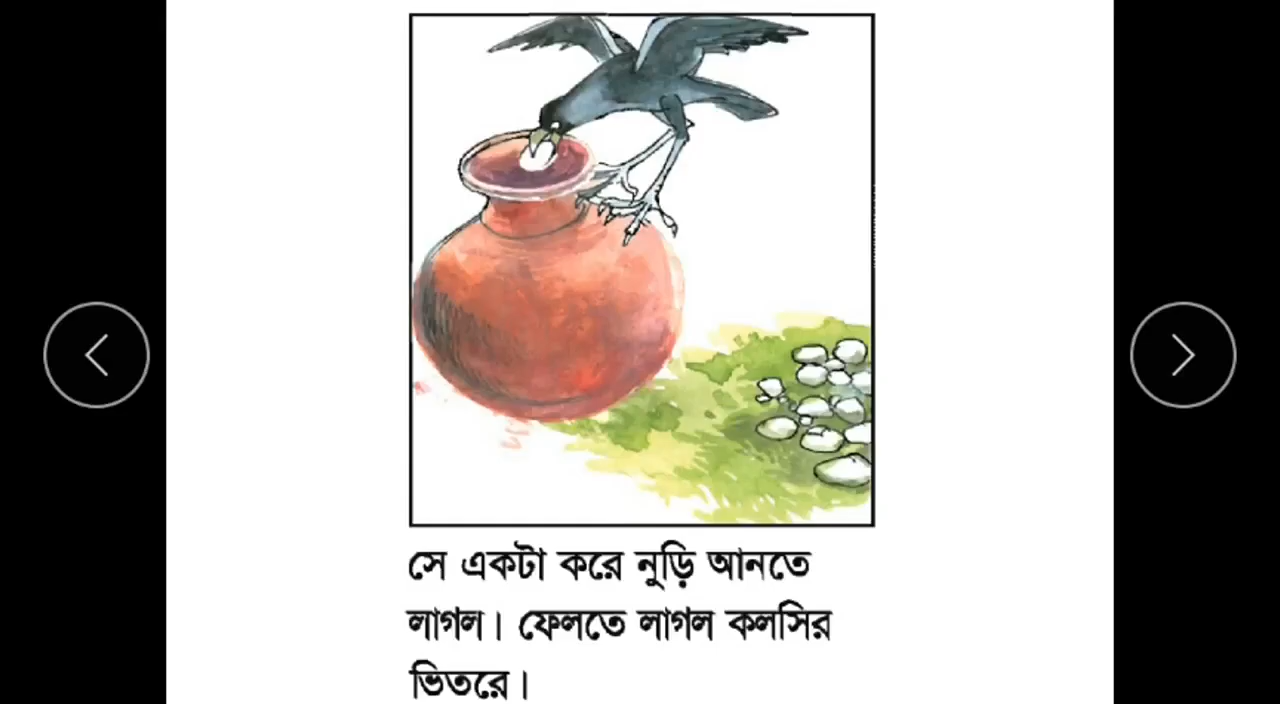 সে একটা করে নুড়ি আনতে
লাগল। ফেলতে লাগল কলসির
ভিতরে।